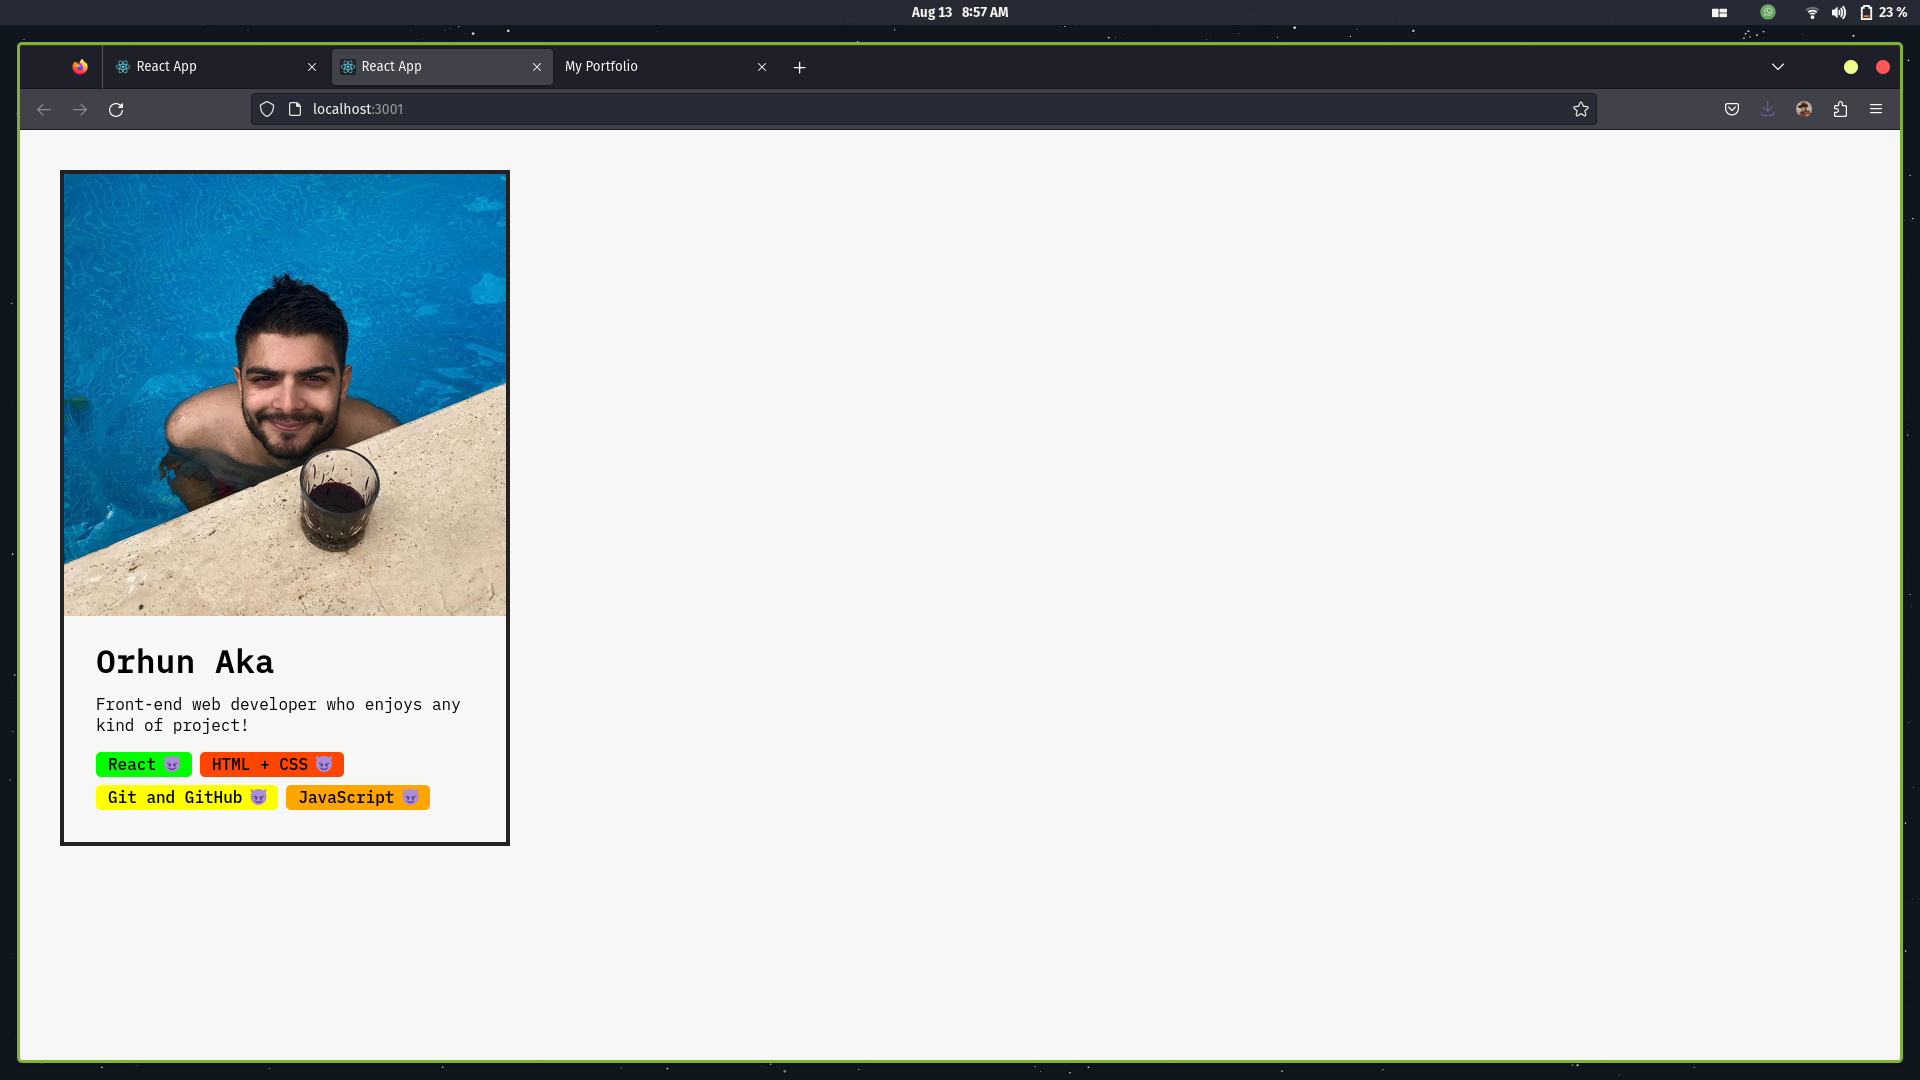 Aug 13 8:57 AM
23 %
React App
React App
My Portfolio
localhost:3001
Orhun Aka
Front-end web developer who enjoys any
kind of project!
React 😈
HTML + CSS 😈
Git and GitHub 😈
JavaScript 😈